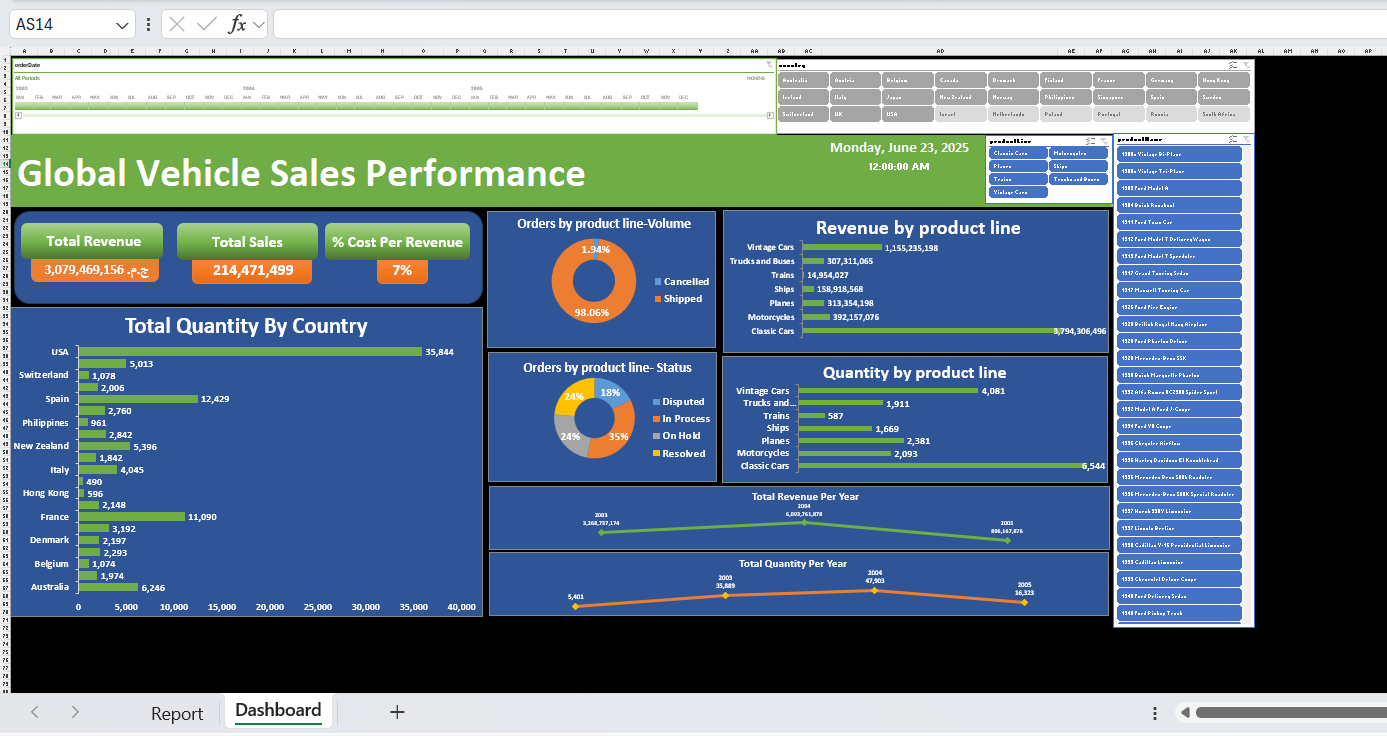 AS14
fx
A B C D E F G H I J K L M N O P Q R S T U V W X Y Z AA AB AC AD AE AF AG AH AI AJ AK AL AM AN AO AP
orderDate
All Periods MONTHS
2003 2004 2005
JAN FEB MAR APR MAY JUN JUL AUG SEP OCT NOV DEC JAN FEB MAR APR MAY JUN JUL AUG SEP OCT NOV DEC JAN FEB MAR APR MAY JUN JUL AUG SEP OCT NOV DEC
country
Australia Austria Belgium Canada Denmark Finland France Germany Hong Kong
Ireland Italy Japan New Zealand Norway Philippines Singapore Spain Sweden
Switzerland UK USA Israel Netherlands Poland Portugal Russia South Africa
Global Vehicle Sales Performance
Monday, June 23, 2025
12:00:00 AM
productLine
Classic Cars Motorcycles
Planes Ships
Trains Trucks and Buses
Vintage Cars
productName
1900s Vintage Bi-Plane
1900s Vintage Tri-Plane
1903 Ford Model A
1904 Buick Runabout
1911 Ford Town Car
1912 Ford Model T Delivery Wagon
1913 Ford Model T Speedster
1917 Grand Touring Sedan
1917 Maxwell Touring Car
1926 Ford Fire Engine
1928 British Royal Navy Airplane
1928 Ford Phaeton Deluxe
1928 Mercedes-Benz SSK
1930 Buick Marquette Phaeton
1932 Alfa Romeo 8C2300 Spider Sport
1932 Model A Ford J-Coupe
1934 Ford V8 Coupe
1936 Chrysler Airflow
1936 Harley Davidson El Knucklehead
1936 Mercedes-Benz 500K Roadster
1936 Mercedes-Benz 500K Special Roadster
1937 Horch 930V Limousine
1937 Lincoln Berline
1938 Cadillac V-16 Presidential Limousine
1939 Cadillac Limousine
1939 Chevrolet Deluxe Coupe
1940 Ford Delivery Sedan
1940 Ford Pickup Truck
Total Revenue
ج.م. 3,079,469,156
Total Sales
214,471,499
% Cost Per Revenue
7%
Total Quantity By Country
USA 35,844
5,013
Switzerland 1,078
2,006
Spain 12,429
2,760
Philippines 961
2,842
New Zealand 5,396
1,842
Italy 4,045
490
Hong Kong 596
2,148
France 11,090
3,192
Denmark 2,197
2,293
Belgium 1,074
1,974
Australia 6,246
0 5,000 10,000 15,000 20,000 25,000 30,000 35,000 40,000
Orders by product line-Volume
1.94%
98.06%
Cancelled
Shipped
Orders by product line- Status
24% 18%
24% 35%
Disputed
In Process
On Hold
Resolved
Revenue by product line
Vintage Cars 1,155,235,198
Trucks and Buses 307,311,065
Trains 14,954,027
Ships 158,918,568
Planes 313,354,198
Motorcycles 392,157,076
Classic Cars 3,794,306,496
Quantity by product line
Vintage Cars 4,081
Trucks and... 1,911
Trains 587
Ships 1,669
Planes 2,381
Motorcycles 2,093
Classic Cars 6,544
Total Revenue Per Year
2003
3,268,737,174
2004
6,093,761,878
2005
Total Quantity Per Year
5,401
2003
35,889
2004
47,903
2005
16,323
Report
Dashboard